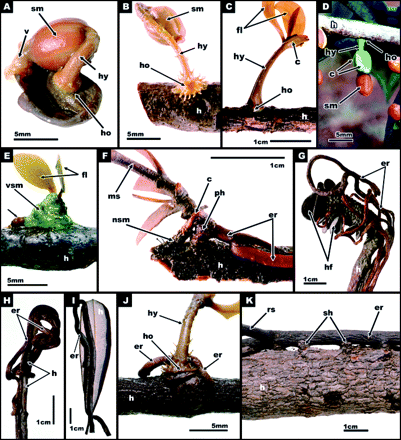 A
v
sm
hy
ho
5mm
B
sm
hy
ho
h
5mm
C
fl
hy
c
ho
h
1cm
D
h
hy
ho
c
sm
5mm
E
fl
vsm
h
5mm
F
1cm
ms
c
ph
er
nsm
h
G
er
hf
h
1cm
H
er
h
1cm
I
er
h
1cm
J
hy
ho
er
er
h
5mm
K
rs
sh
er
h
1cm